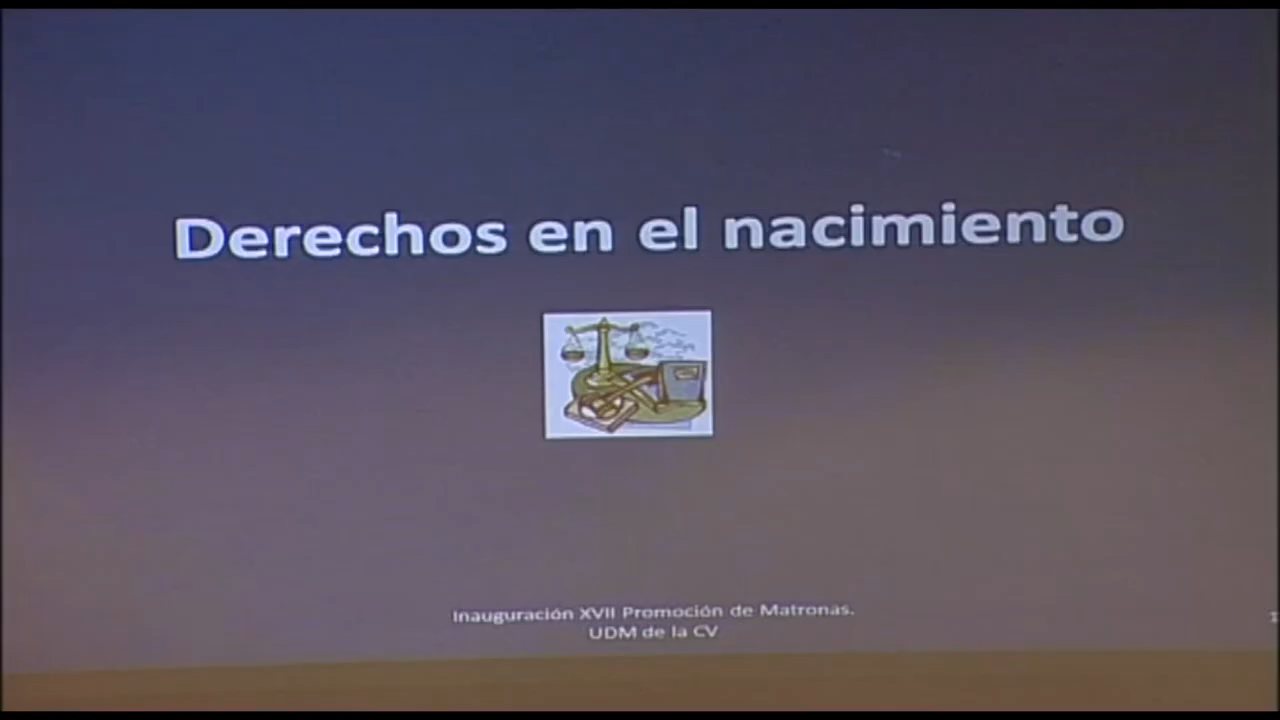 Derechos en el nacimiento
Inauguración XVII Promoción de Matronas.
UDM de la CV